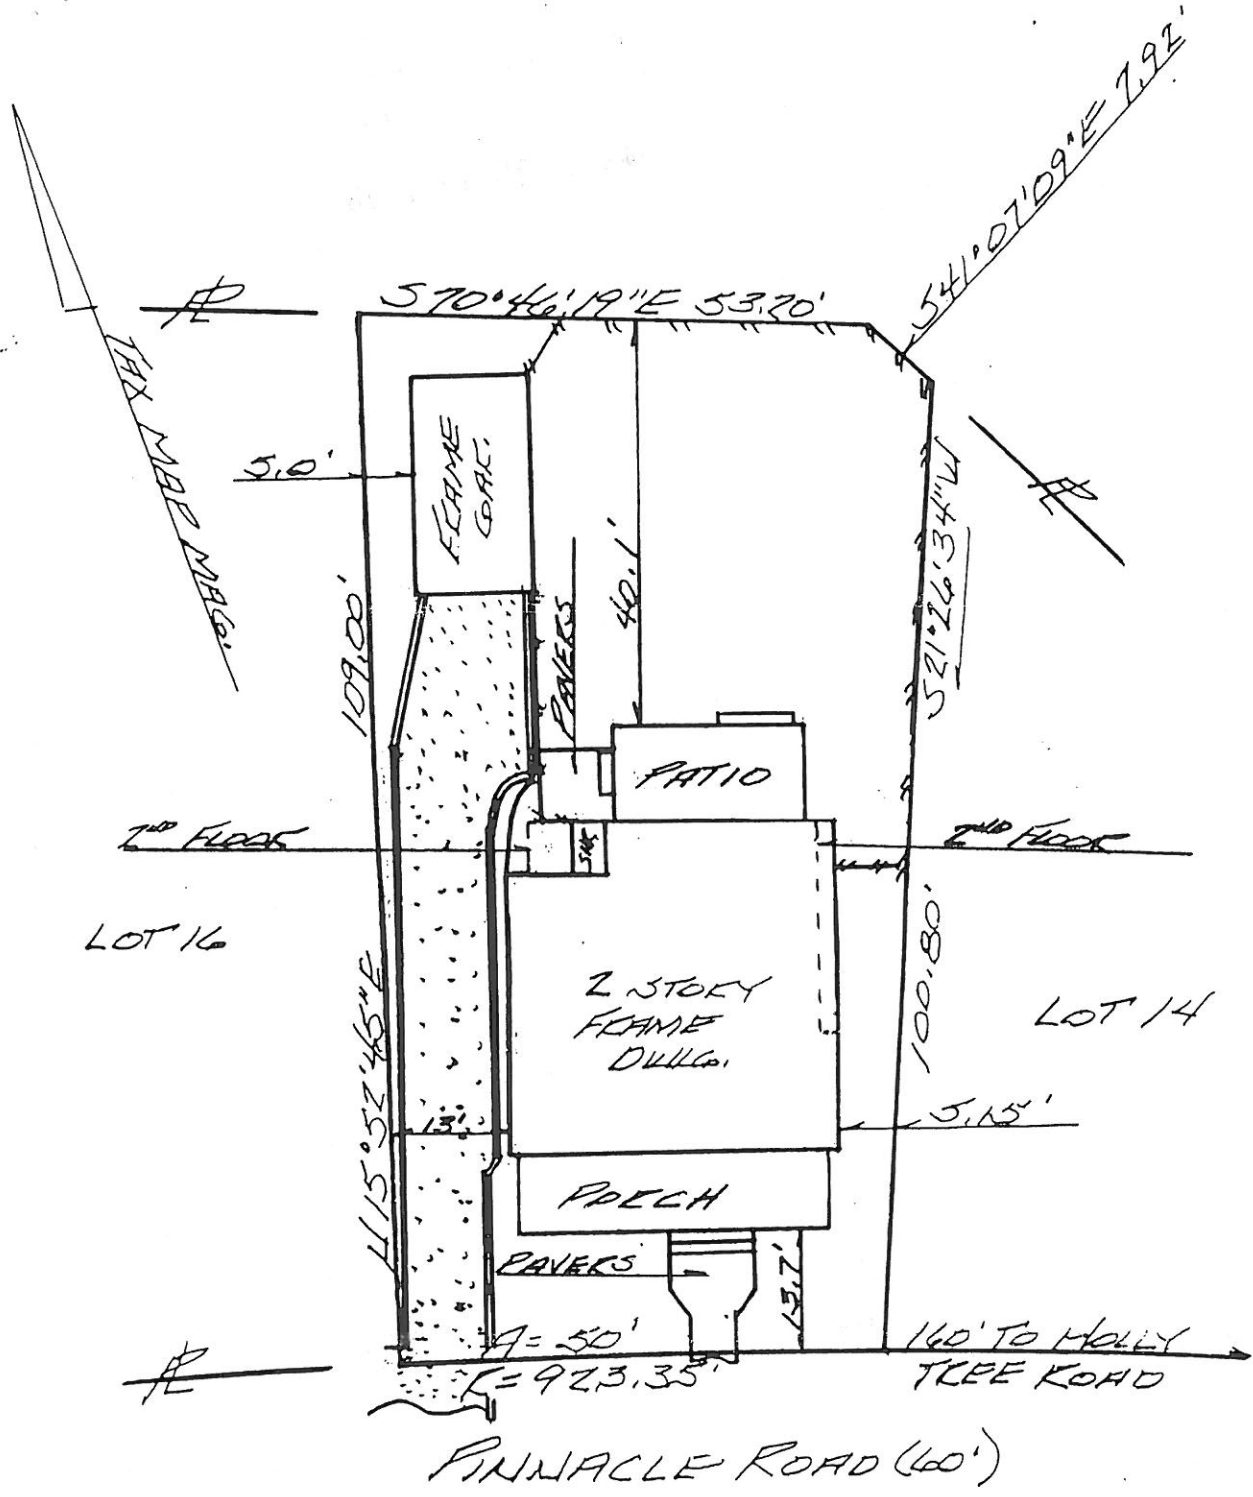 S41°07'09"E 7.92'
S70°46'19"E 53.70'
TAX MAP MAG.
5.0'
FRAME
GAR.
40.1'
S21°26'34"W
109.00'
PAVERS
PATIO
2ND FLOOR
2ND FLOOR
LOT 16
100.80'
2 STORY
FRAME
DWLG.
LOT 14
N15°52'45"E
13'
5.15'
PORCH
PAVERS
13.7'
A=50'
R=923.35'
160' TO HOLLY
TREE ROAD
PINNACLE ROAD (60')